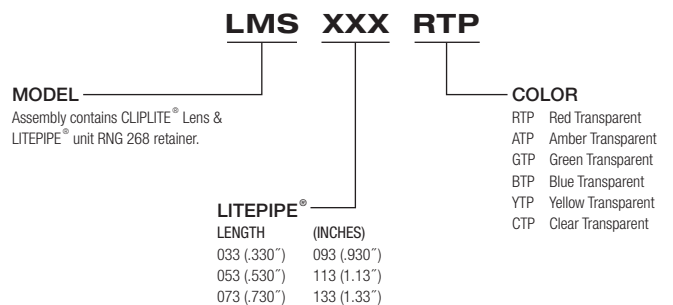 LMS XXX RTP
MODEL
Assembly contains CLIPLITE® Lens &
LITEPIPE® unit RNG 268 retainer.
COLOR
RTP Red Transparent
ATP Amber Transparent
GTP Green Transparent
BTP Blue Transparent
YTP Yellow Transparent
CTP Clear Transparent
LITEPIPE®
LENGTH (INCHES)
033 (.330˝) 093 (.930˝)
053 (.530˝) 113 (1.13˝)
073 (.730˝) 133 (1.33˝)